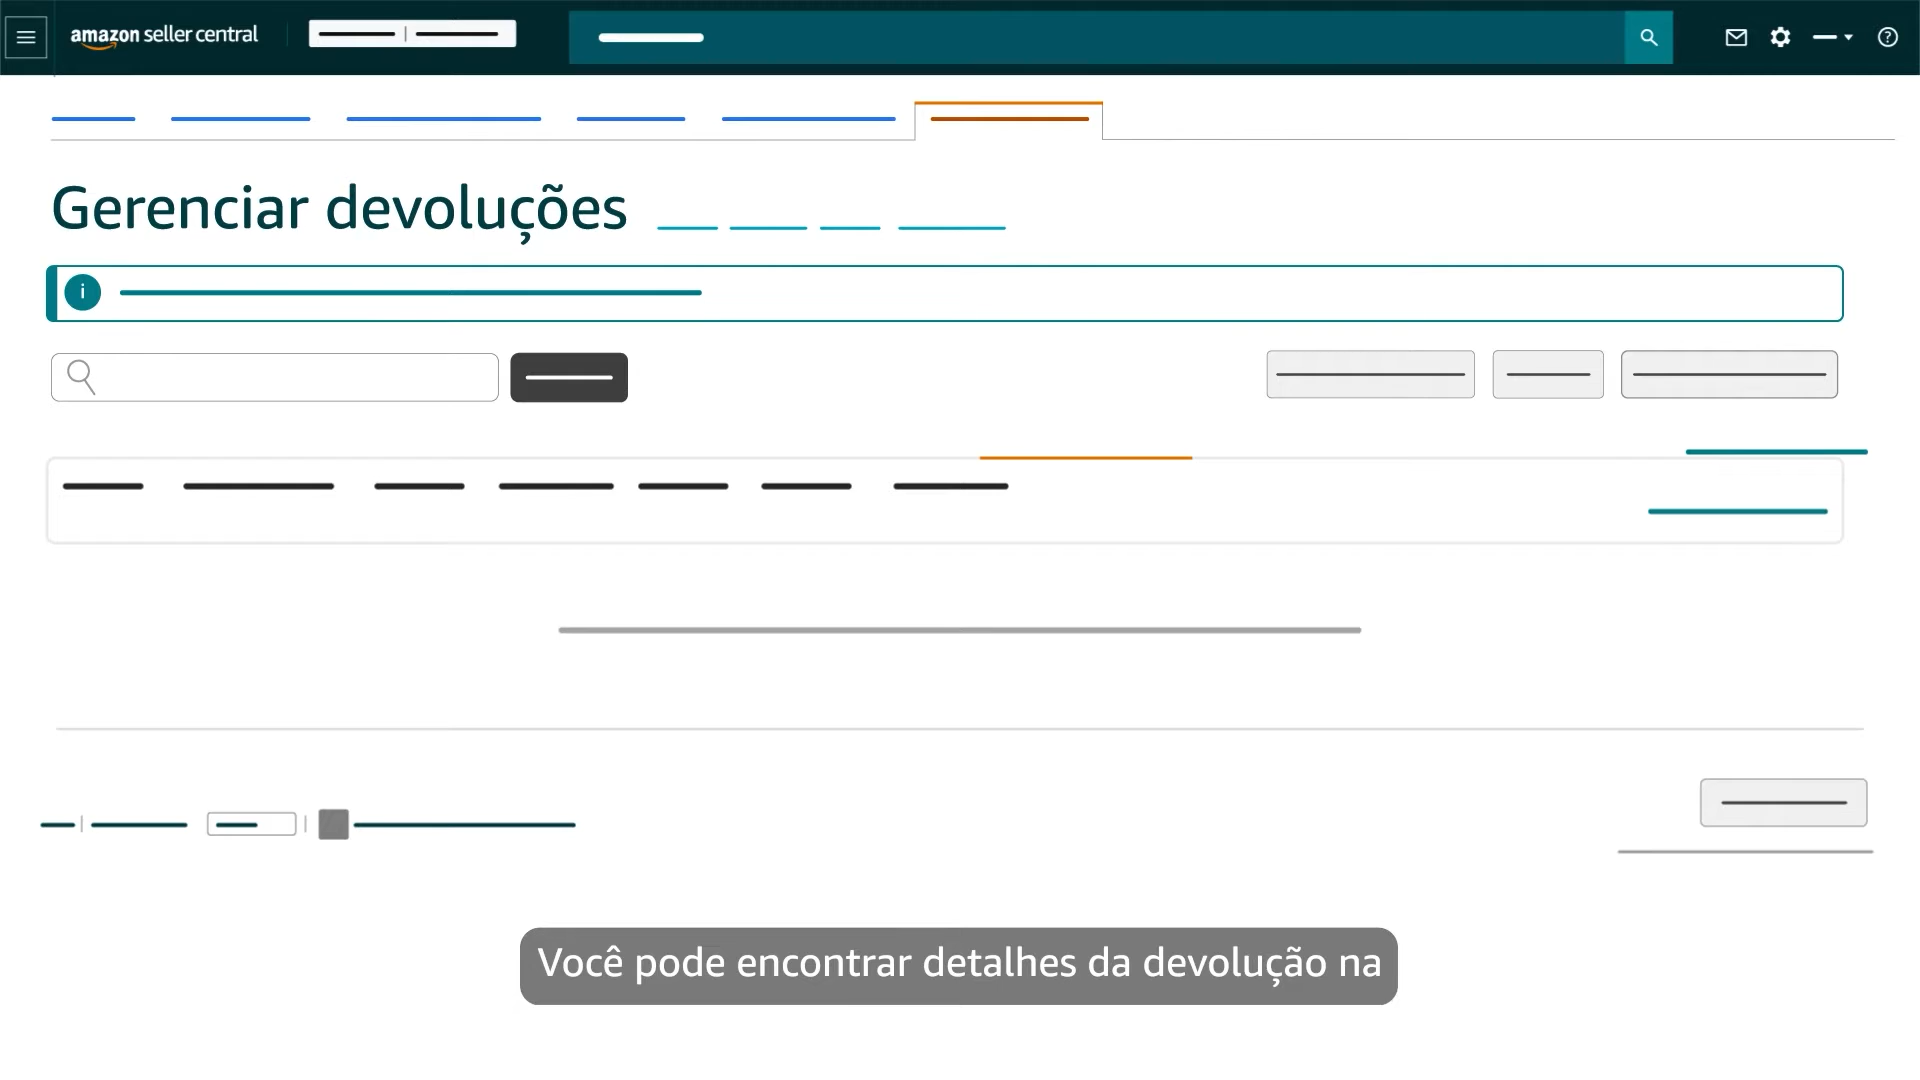 amazon seller central
Gerenciar devoluções
Você pode encontrar detalhes da devolução na